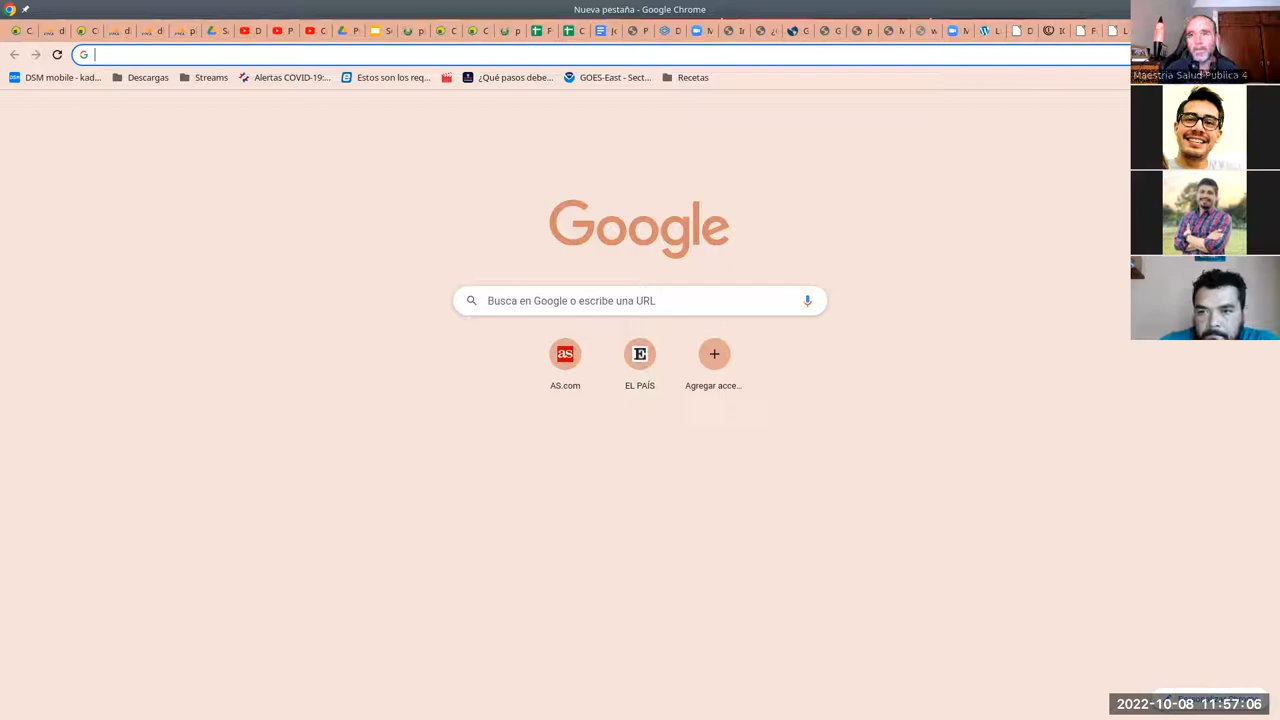 Nueva pestaña - Google Chrome
DSM mobile - kad...
Descargas
Streams
Alertas COVID-19:...
Estos son los req...
¿Qué pasos debe...
GOES-East - Sect...
Recetas
Maestría Salud Publica 4
Google
Busca en Google o escribe una URL
as
E
AS.com
EL PAÍS
Agregar acce...
2022-10-08 11:57:06